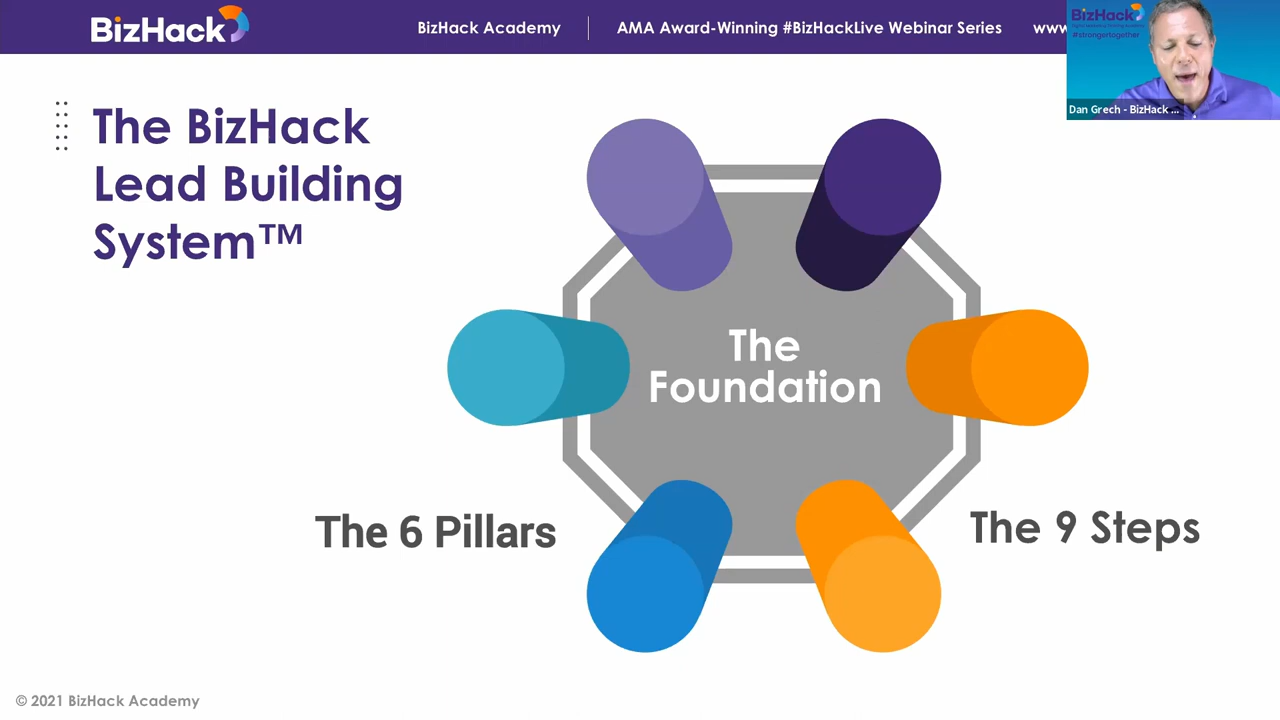 BizHack
BizHack Academy
AMA Award-Winning #BizHackLive Webinar Series
www
BizHack
#strongertogether
Dan Grech - BizHack ...
The BizHack
Lead Building
System™
The
Foundation
The 6 Pillars
The 9 Steps
© 2021 BizHack Academy